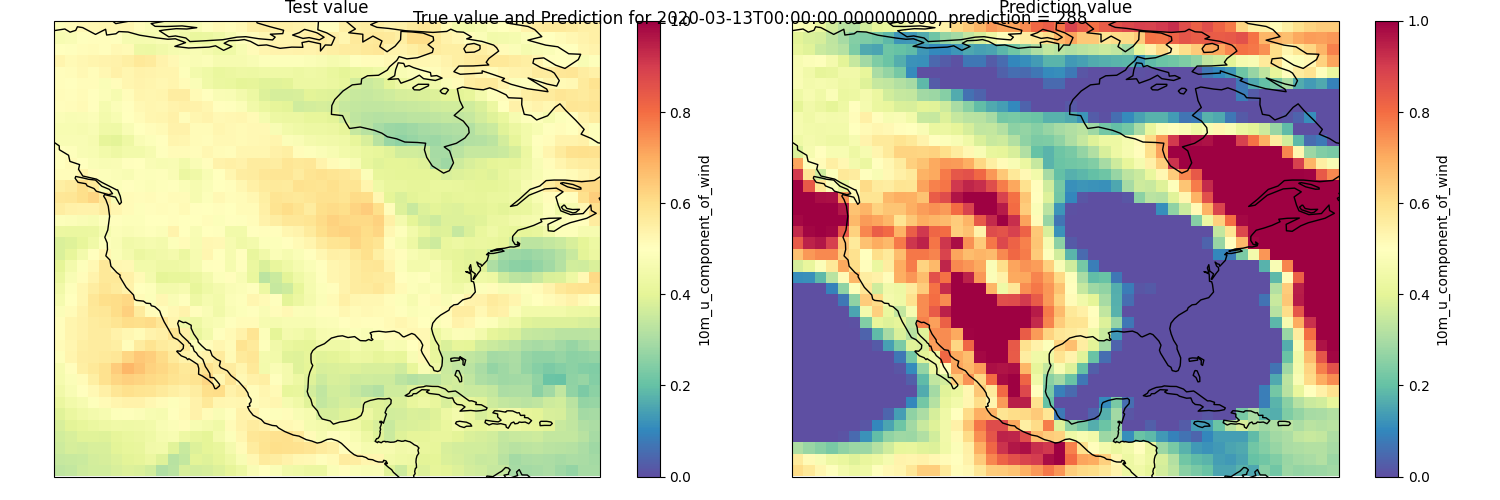 Test value
Prediction value
True value and Prediction for 2020-03-13T00:00:00.000000000, prediction = 288
1.0
0.8
0.6
0.4
0.2
0.0
10m_u_component_of_wind
1.0
0.8
0.6
0.4
0.2
0.0
10m_u_component_of_wind